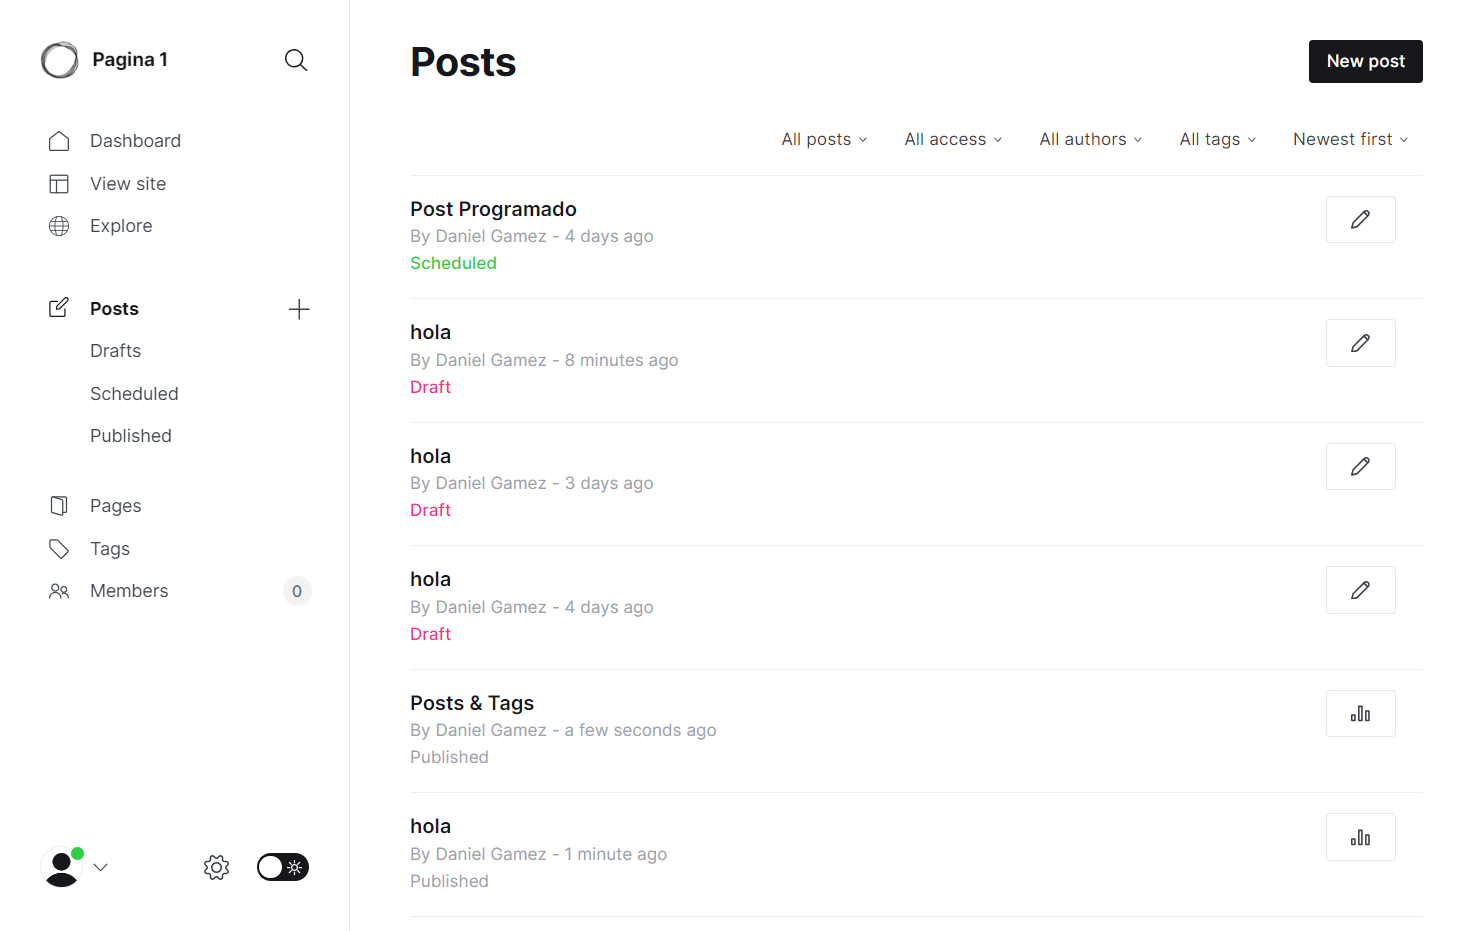 Pagina 1
Dashboard
View site
Explore
Posts
Drafts
Scheduled
Published
Pages
Tags
Members 0
Posts
New post
All posts All access All authors All tags Newest first
Post Programado
By Daniel Gamez - 4 days ago
Scheduled
hola
By Daniel Gamez - 8 minutes ago
Draft
hola
By Daniel Gamez - 3 days ago
Draft
hola
By Daniel Gamez - 4 days ago
Draft
Posts & Tags
By Daniel Gamez - a few seconds ago
Published
hola
By Daniel Gamez - 1 minute ago
Published